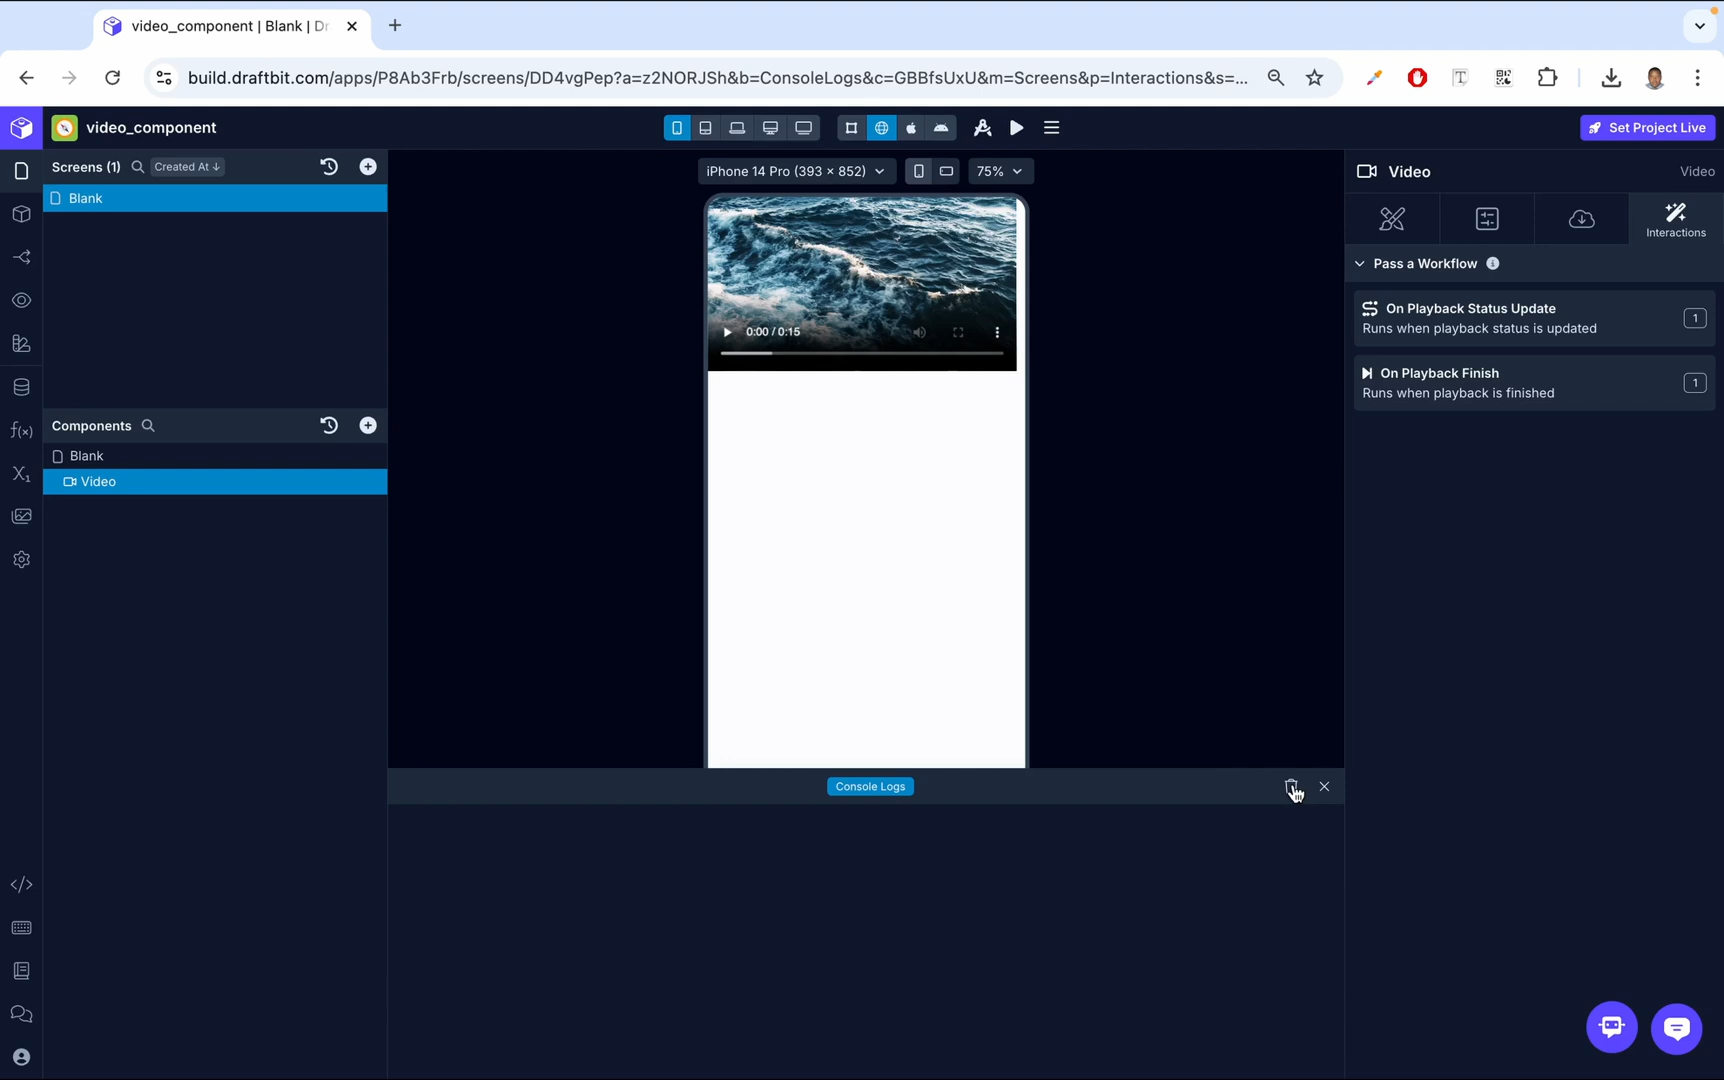 video_component | Blank | Dr
build.draftbit.com/apps/P8Ab3Frb/screens/DD4vgPep?a=z2NORJSh&b=ConsoleLogs&c=GBBfsUxU&m=Screens&p=Interactions&s=...
video_component
Set Project Live
Screens (1) Created At ↓
iPhone 14 Pro (393 × 852)
75%
Video
Video
Blank
Interactions
Pass a Workflow
On Playback Status Update
Runs when playback status is updated
1
0:00 / 0:15
On Playback Finish
Runs when playback is finished
1
Components
f(x)
Blank
X1
Video
Console Logs